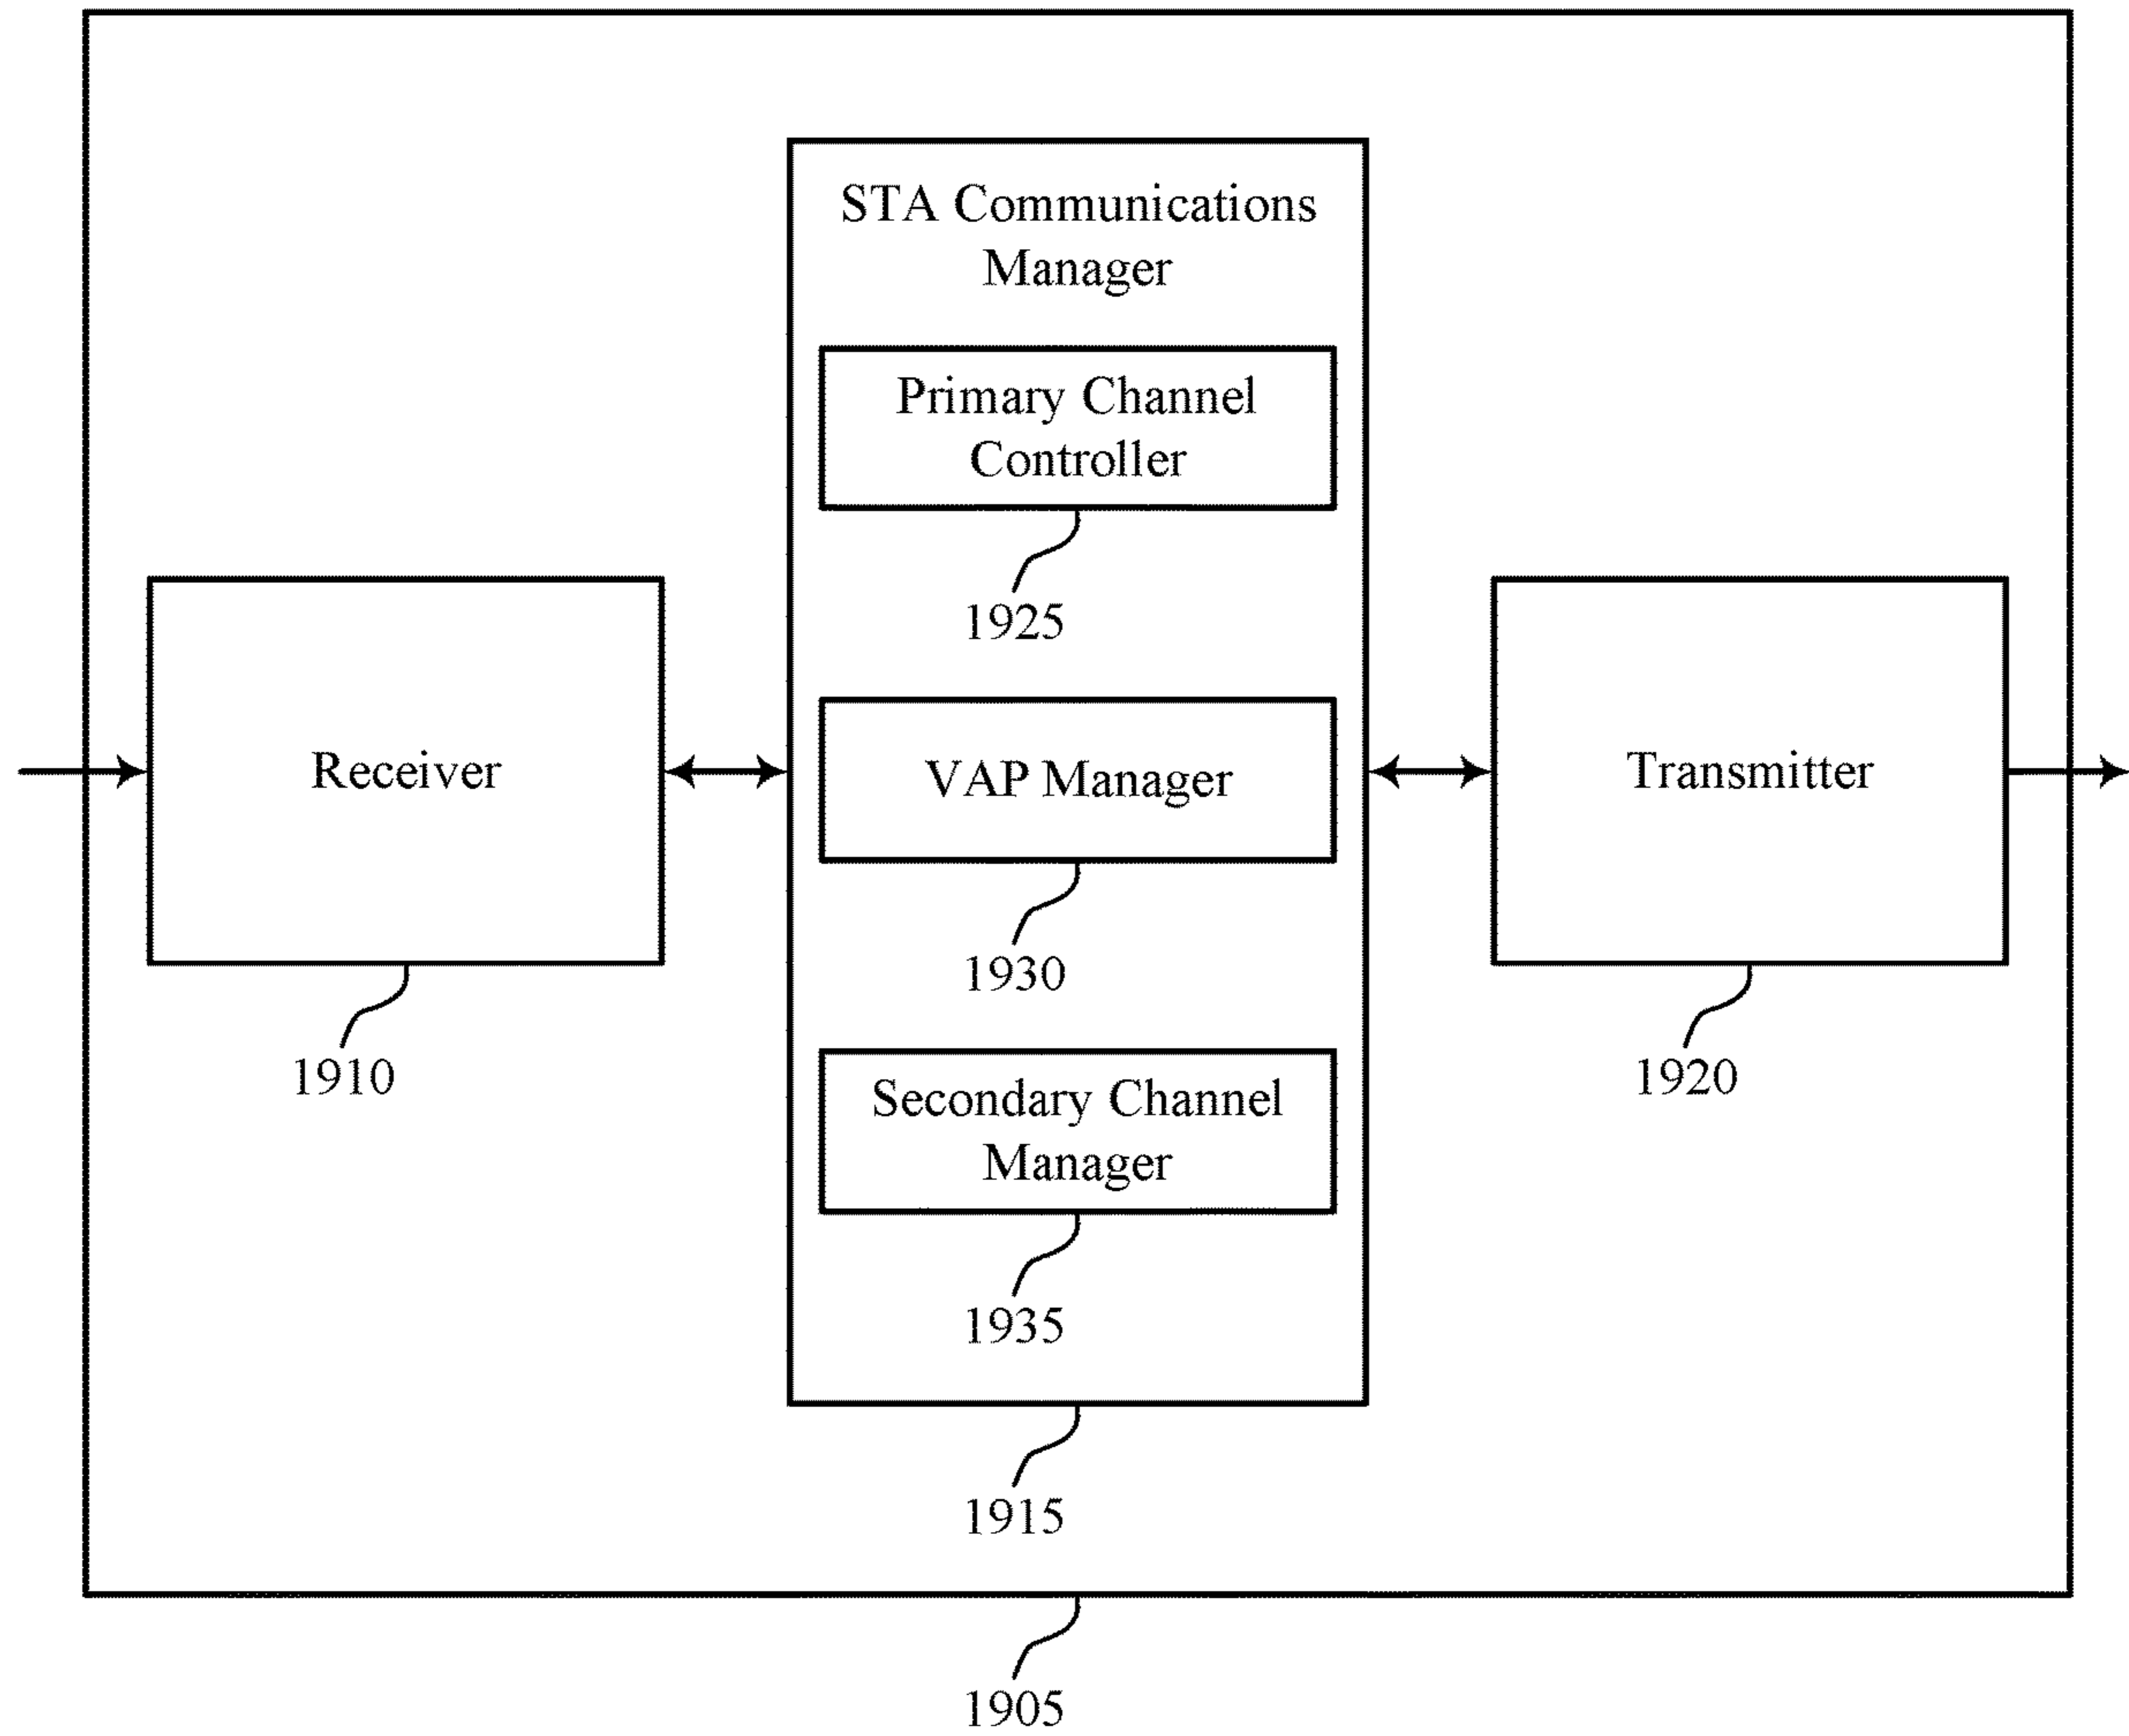 STA Communications
Manager
Primary Channel
Controller
1925
Receiver
1910
VAP Manager
1930
Transmitter
1920
Secondary Channel
Manager
1935
1915
1905